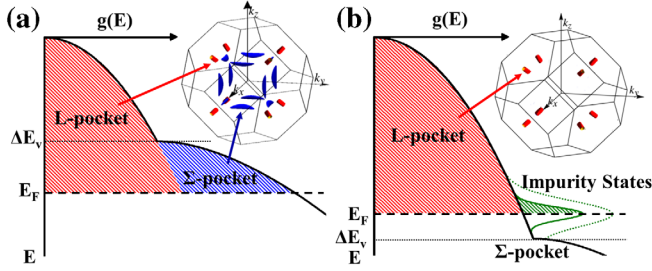 (a)
g(E)
k_z
k_y
k_x
L-pocket
ΔE_v
Σ-pocket
E_F
E
(b)
g(E)
k_z
k_y
k_x
L-pocket
Impurity States
E_F
ΔE_v
Σ-pocket
E